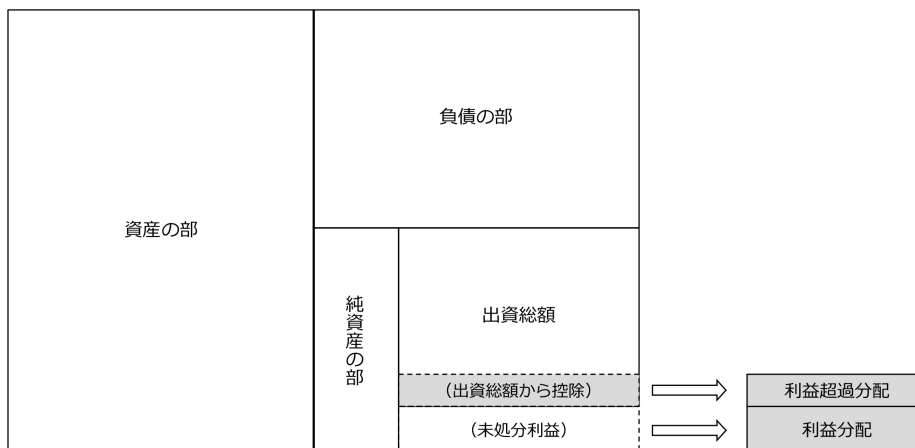 負債の部
資産の部
純資産の部
出資総額
（出資総額から控除）
利益超過分配
（未処分利益）
利益分配